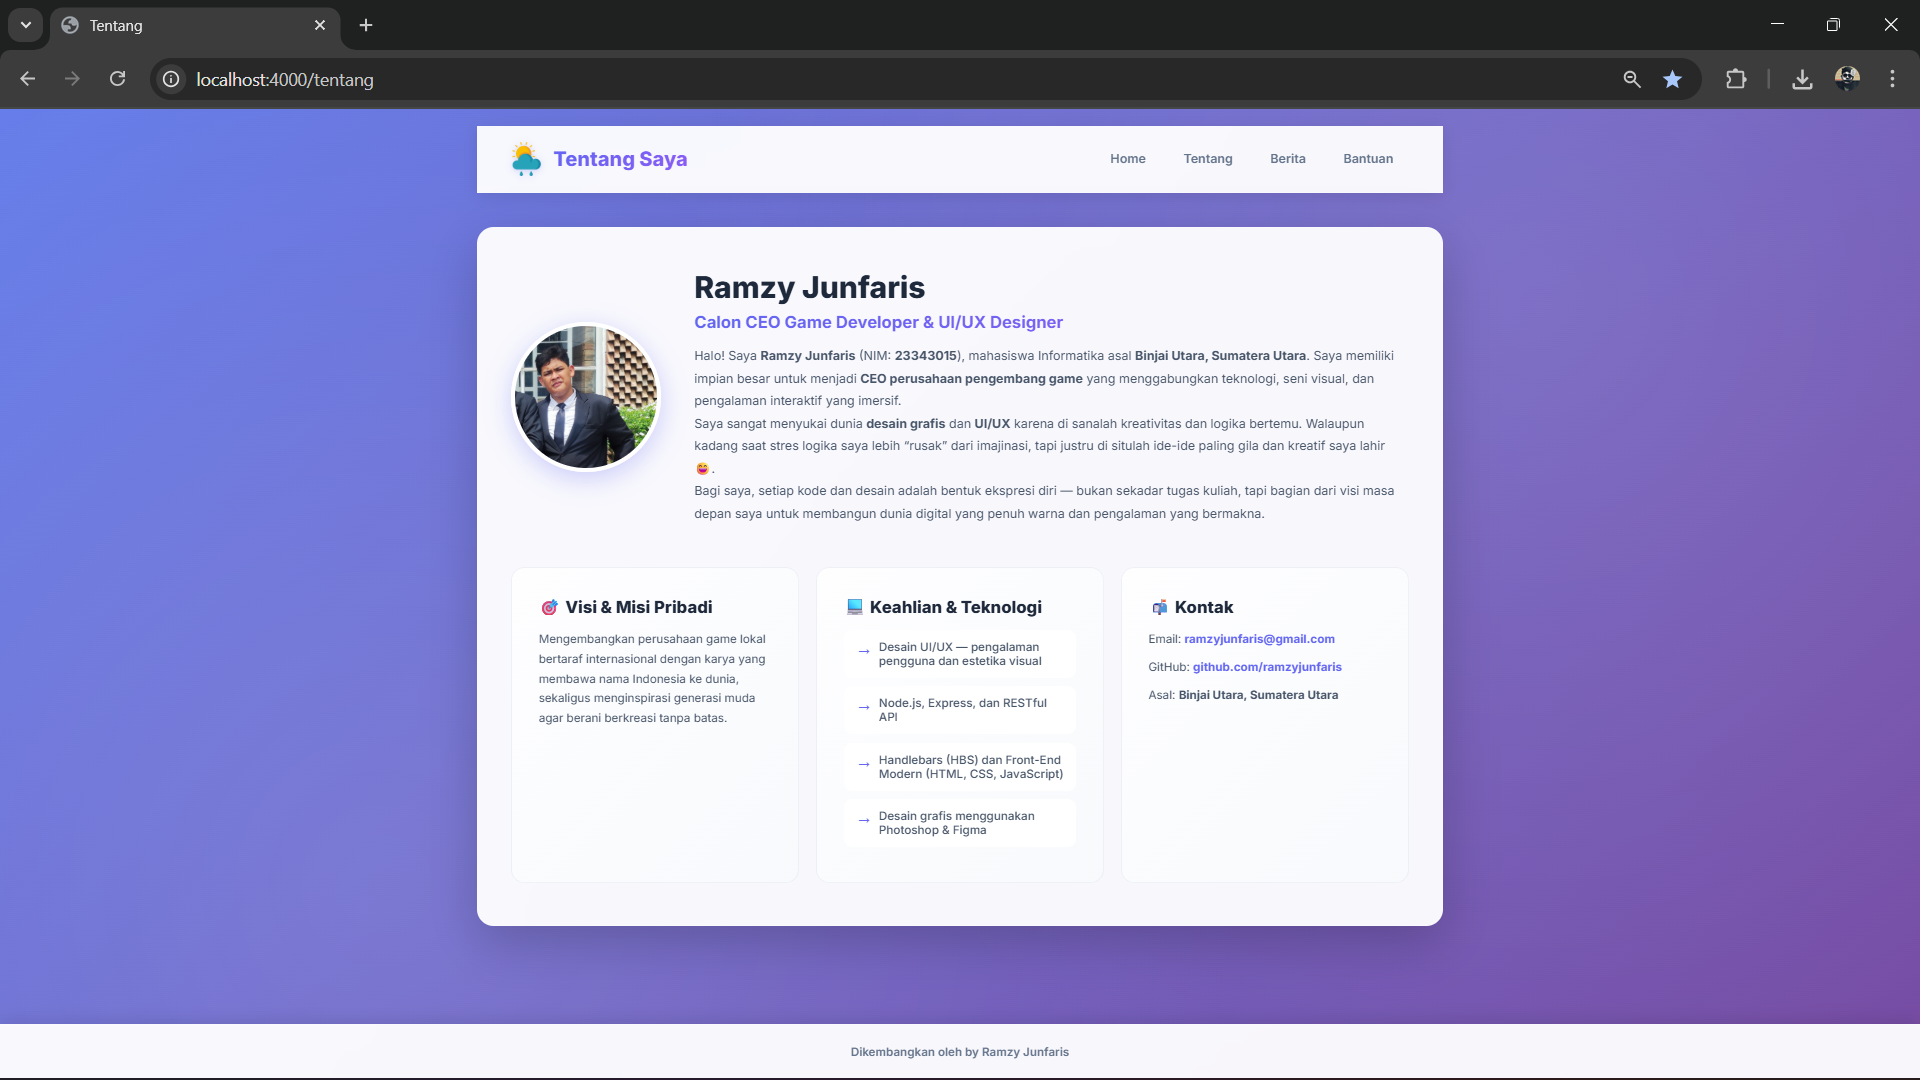 Tentang
localhost:4000/tentang
Tentang Saya
Home
Tentang
Berita
Bantuan
Ramzy Junfaris
Calon CEO Game Developer & UI/UX Designer
Halo! Saya Ramzy Junfaris (NIM: 23343015), mahasiswa Informatika asal Binjai Utara, Sumatera Utara. Saya memiliki
impian besar untuk menjadi CEO perusahaan pengembang game yang menggabungkan teknologi, seni visual, dan
pengalaman interaktif yang imersif.
Saya sangat menyukai dunia desain grafis dan UI/UX karena di sanalah kreativitas dan logika bertemu. Walaupun
kadang saat stres logika saya lebih “rusak” dari imajinasi, tapi justru di situlah ide-ide paling gila dan kreatif saya lahir
😆.
Bagi saya, setiap kode dan desain adalah bentuk ekspresi diri — bukan sekadar tugas kuliah, tapi bagian dari visi masa
depan saya untuk membangun dunia digital yang penuh warna dan pengalaman yang bermakna.
🎯 Visi & Misi Pribadi
Mengembangkan perusahaan game lokal
bertaraf internasional dengan karya yang
membawa nama Indonesia ke dunia,
sekaligus menginspirasi generasi muda
agar berani berkreasi tanpa batas.
💻 Keahlian & Teknologi
→ Desain UI/UX — pengalaman
pengguna dan estetika visual
→ Node.js, Express, dan RESTful
API
→ Handlebars (HBS) dan Front-End
Modern (HTML, CSS, JavaScript)
→ Desain grafis menggunakan
Photoshop & Figma
📬 Kontak
Email: ramzyjunfaris@gmail.com
GitHub: github.com/ramzyjunfaris
Asal: Binjai Utara, Sumatera Utara
Dikembangkan oleh by Ramzy Junfaris